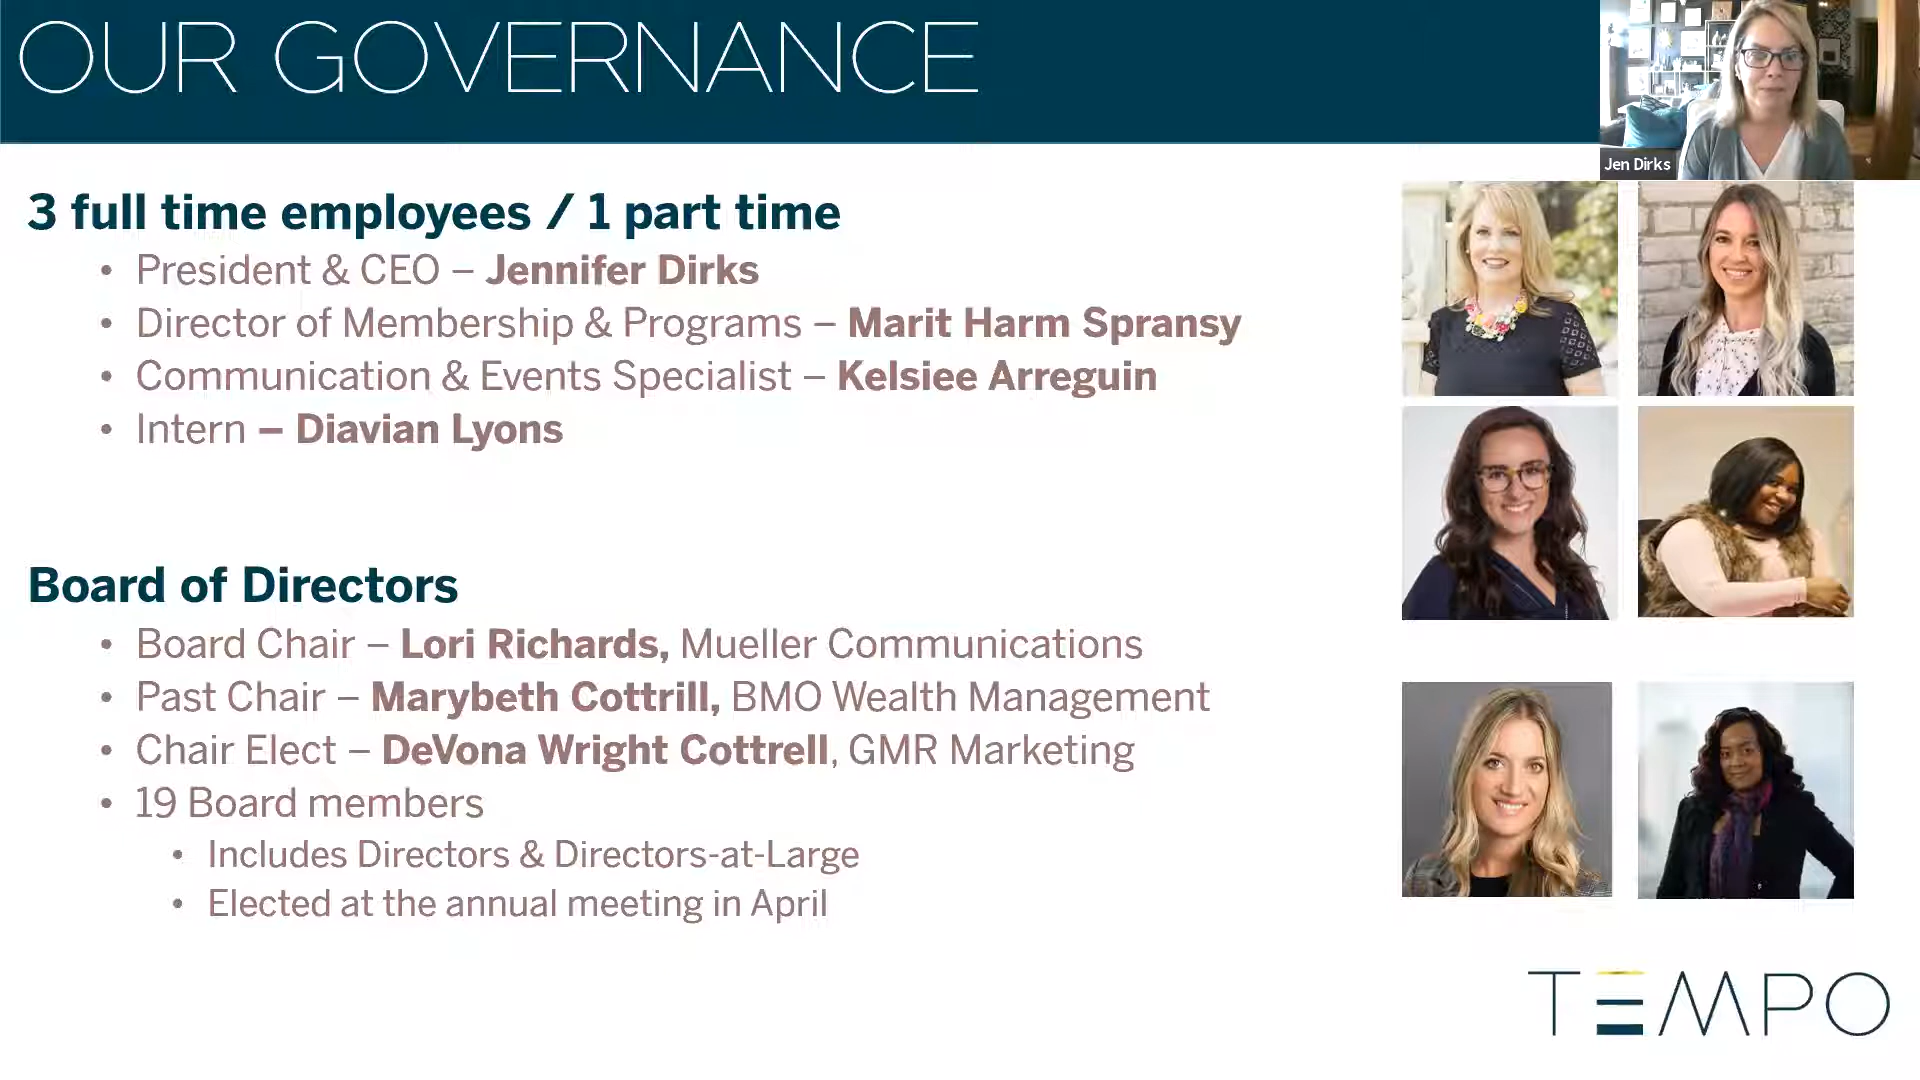 OUR GOVERNANCE
Jen Dirks
3 full time employees / 1 part time
• President & CEO – Jennifer Dirks
• Director of Membership & Programs – Marit Harm Spransy
• Communication & Events Specialist – Kelsiee Arreguin
• Intern – Diavian Lyons
Board of Directors
• Board Chair – Lori Richards, Mueller Communications
• Past Chair – Marybeth Cottrill, BMO Wealth Management
• Chair Elect – DeVona Wright Cottrell, GMR Marketing
• 19 Board members
• Includes Directors & Directors-at-Large
• Elected at the annual meeting in April
TEMPO